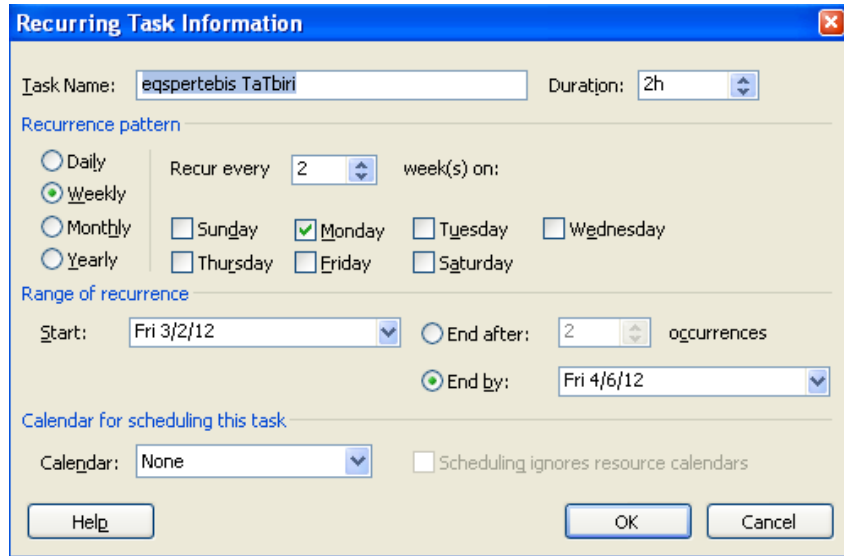 Recurring Task Information
Task Name: eqspertebis TaTbiri Duration: 2h
Recurrence pattern
Daily Recur every 2 week(s) on:
Weekly
Monthly Sunday Monday Tuesday Wednesday
Yearly Thursday Friday Saturday
Range of recurrence
Start: Fri 3/2/12 End after: 2 occurrences
End by: Fri 4/6/12
Calendar for scheduling this task
Calendar: None Scheduling ignores resource calendars
Help OK Cancel